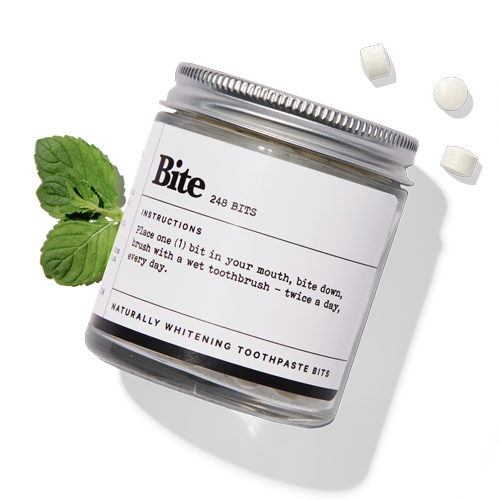 Bite 248 BITS
INSTRUCTIONS
Place one (1) bit in your mouth, bite down,
brush with a wet toothbrush – twice a day,
every day.
NATURALLY WHITENING TOOTHPASTE BITS